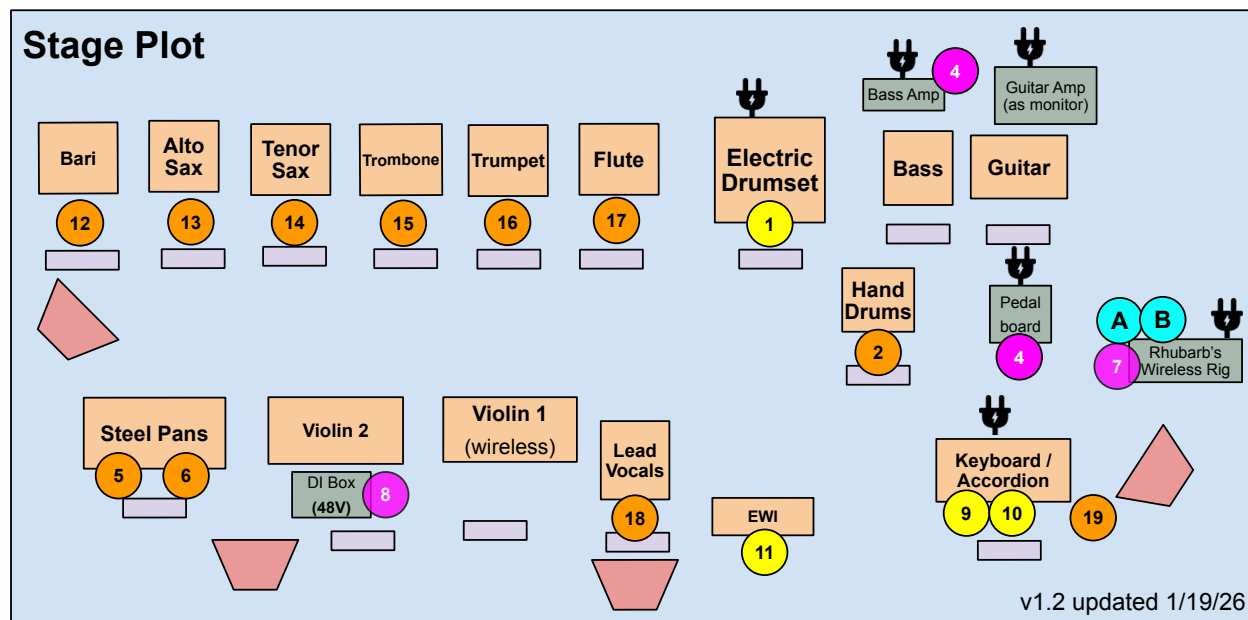 Stage Plot
Bass Amp
4
Guitar Amp
(as monitor)
Bari
12
Alto
Sax
13
Tenor
Sax
14
Trombone
15
Trumpet
16
Flute
17
Electric
Drumset
1
Bass
Guitar
Hand
Drums
2
Pedal
board
4
A
B
7
Rhubarb's
Wireless Rig
Steel Pans
5
6
Violin 2
DI Box
(48V)
8
Violin 1
(wireless)
Lead
Vocals
18
EWI
11
Keyboard /
Accordion
9
10
19
v1.2 updated 1/19/26